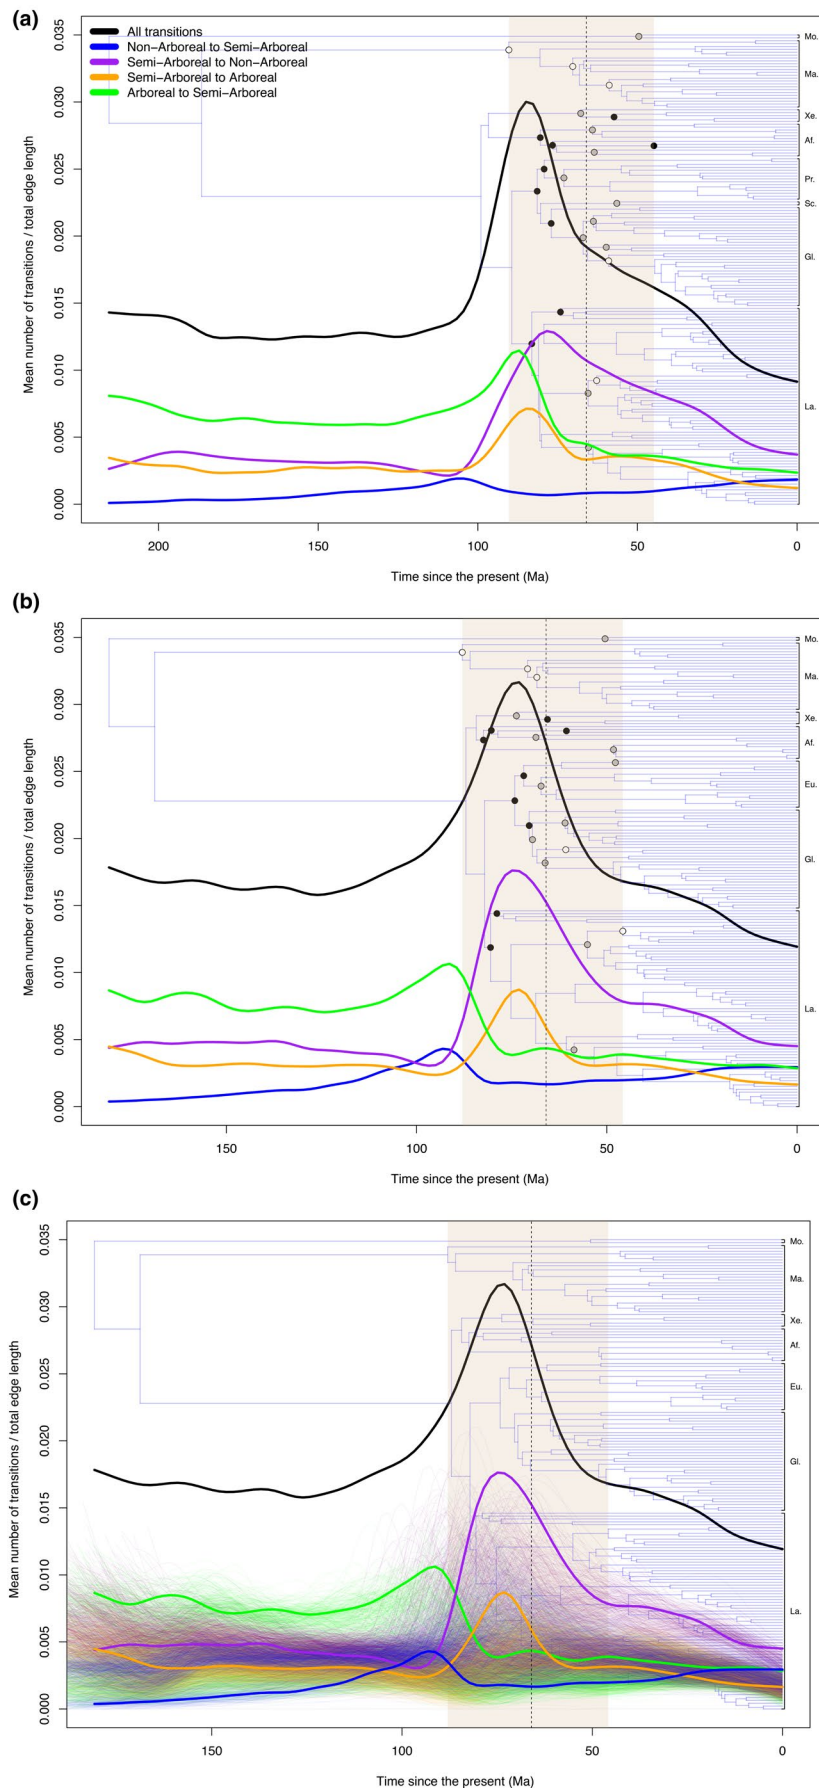 (a)
All transitions
Non-Arboreal to Semi-Arboreal
Semi-Arboreal to Non-Arboreal
Semi-Arboreal to Arboreal
Arboreal to Semi-Arboreal
Mean number of transitions / total edge length
0.035
0.030
0.025
0.020
0.015
0.010
0.005
0.000
Mo.
Ma.
Xe.
Af.
Pr.
Sc.
Gl.
La.
200 150 100 50 0
Time since the present (Ma)
(b)
Mean number of transitions / total edge length
0.035
0.030
0.025
0.020
0.015
0.010
0.005
0.000
Mo.
Ma.
Xe.
Af.
Eu.
Gl.
La.
150 100 50 0
Time since the present (Ma)
(c)
Mean number of transitions / total edge length
0.035
0.030
0.025
0.020
0.015
0.010
0.005
0.000
Mo.
Ma.
Xe.
Af.
Eu.
Gl.
La.
150 100 50 0
Time since the present (Ma)